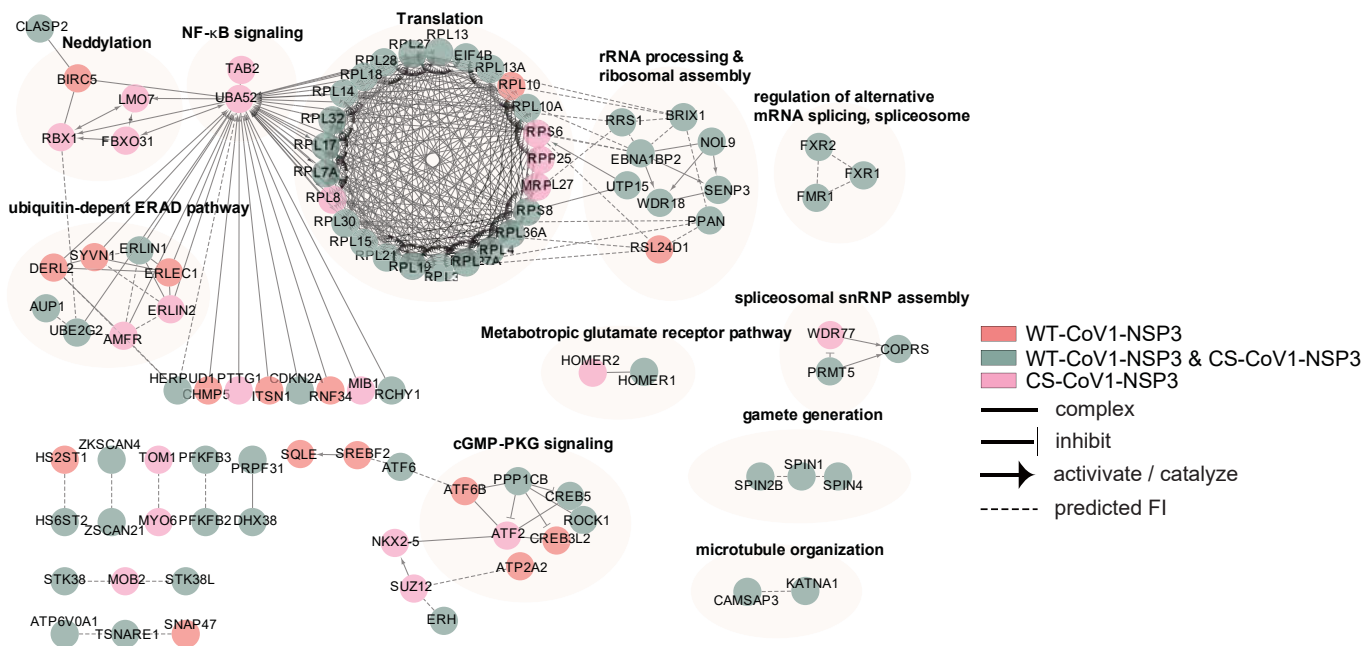 CLASP2
Neddylation
NF-κB signaling
Translation
BIRC5
LMO7
RBX1
FBXO31
TAB2
UBA52
RPL13
RPL27
EIF4B
RPL28
RPL13A
RPL18
RPL10
RPL14
RPL10A
RPL32
RPS6
RPL17
RPP25
RPL7A
MRPL27
RPL8
RPS8
RPL30
RPL36A
RPL15
RPL4
RPL21
RPL27A
RPL19
RPL3
rRNA processing &
ribosomal assembly
RRS1
BRIX1
NOL9
EBNA1BP2
UTP15
SENP3
WDR18
PPAN
RSL24D1
regulation of alternative
mRNA splicing, spliceosome
FXR2
FXR1
FMR1
ubiquitin-depent ERAD pathway
SYVN1
ERLIN1
DERL2
ERLEC1
AUP1
ERLIN2
UBE2G2
AMFR
HERPUD1
PTTG1
CDKN2A
MIB1
CHMP5
ITSN1
RNF34
RCHY1
Metabotropic glutamate receptor pathway
HOMER2
HOMER1
spliceosomal snRNP assembly
WDR77
COPRS
PRMT5
WT-CoV1-NSP3
WT-CoV1-NSP3 & CS-CoV1-NSP3
CS-CoV1-NSP3
complex
inhibit
activivate / catalyze
predicted FI
gamete generation
SPIN1
SPIN2B
SPIN4
microtubule organization
KATNA1
CAMSAP3
cGMP-PKG signaling
SQLE
SREBF2
ATF6
ATF6B
PPP1CB
CREB5
ROCK1
NKX2-5
ATF2
CREB3L2
ATP2A2
SUZ12
ERH
HS2ST1
ZKSCAN4
TOM1
PFKFB3
PRPF31
HS6ST2
ZSCAN21
MYO6
PFKFB2
DHX38
STK38
MOB2
STK38L
ATP6V0A1
TSNARE1
SNAP47